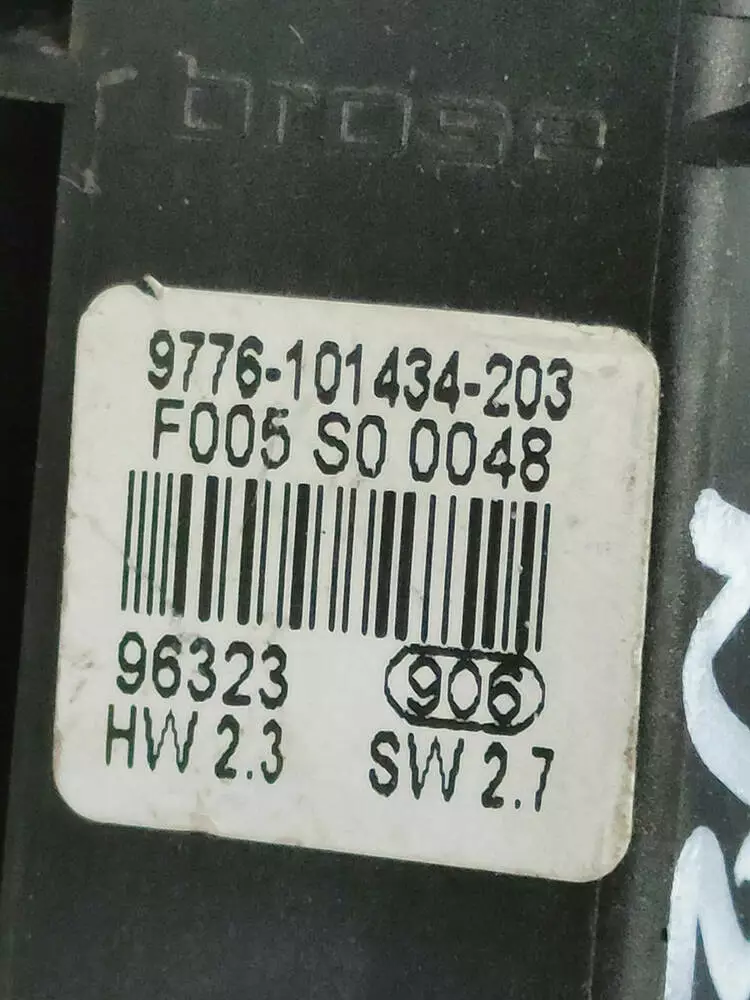 brose
9776-101434-203
F005 S0 0048
96323 906
HW 2.3 SW 2.7